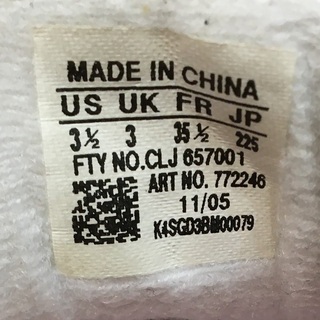 MADE IN CHINA
US UK FR JP
3½ 3 35½ 225
FTY NO.CLJ 657001
ART NO. 772246
11/05
K4SGD3BM00079